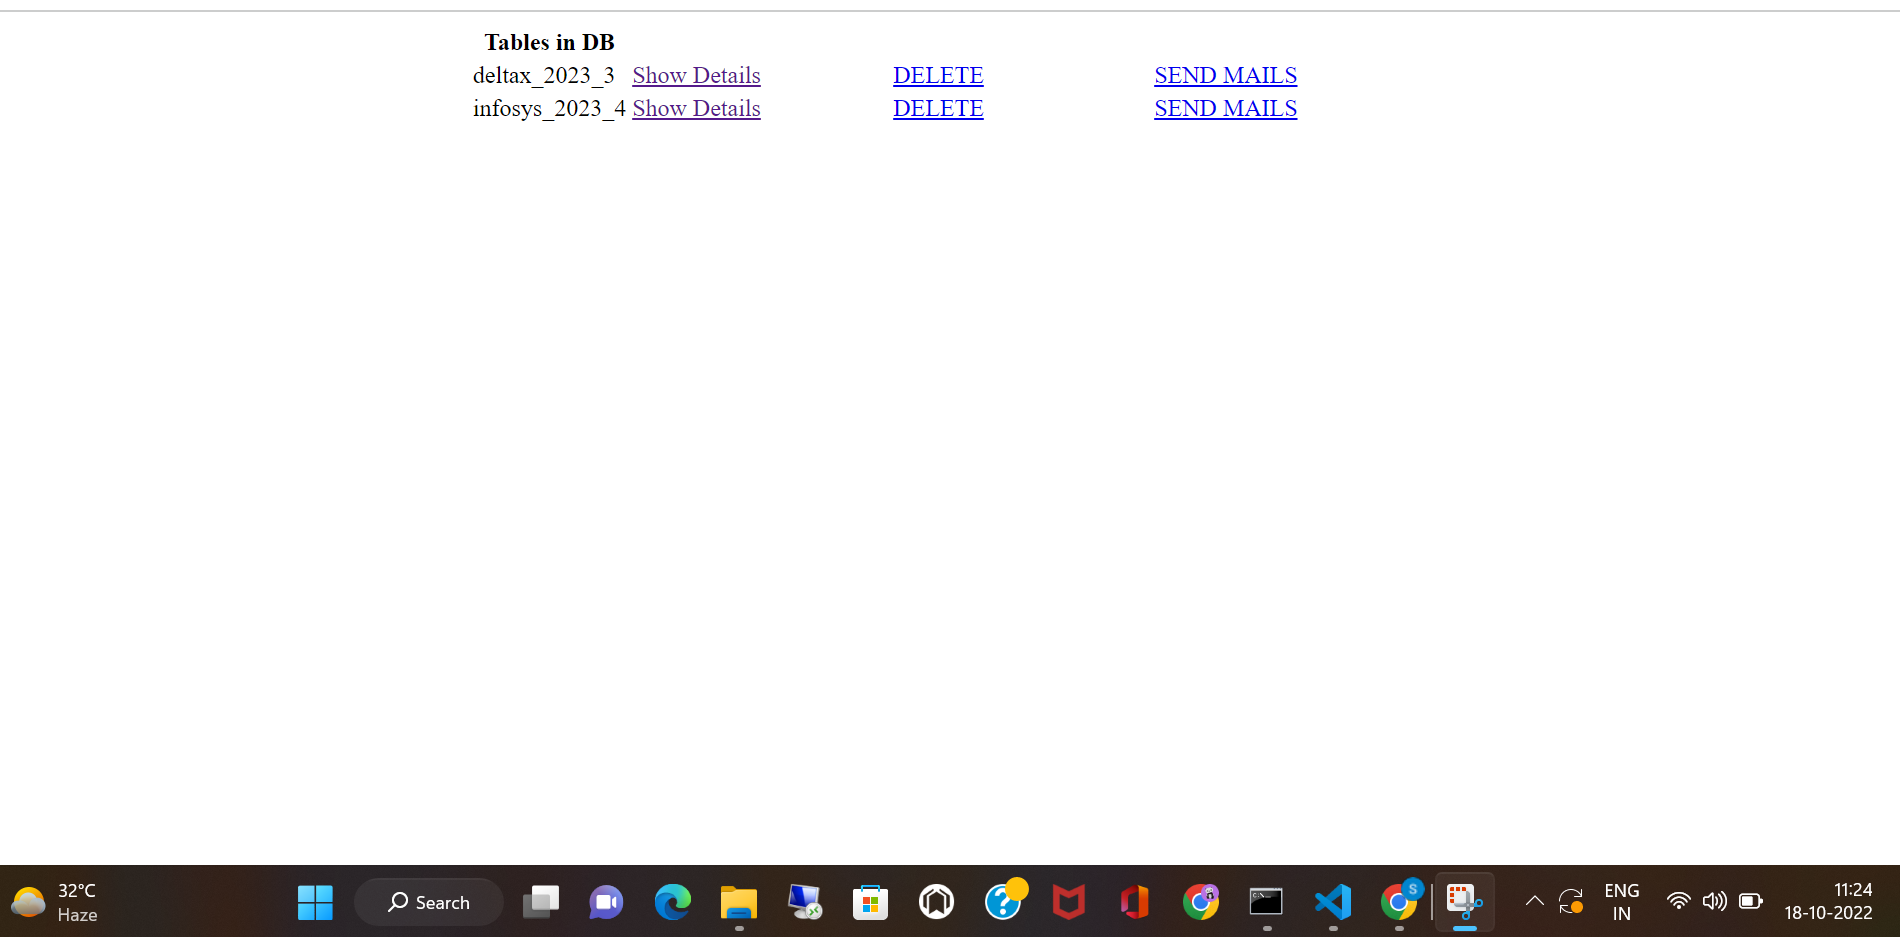 Tables in DB
deltax_2023_3 Show Details DELETE SEND MAILS
infosys_2023_4 Show Details DELETE SEND MAILS
32°C
Haze
Search
S
ENG
IN
11:24
18-10-2022